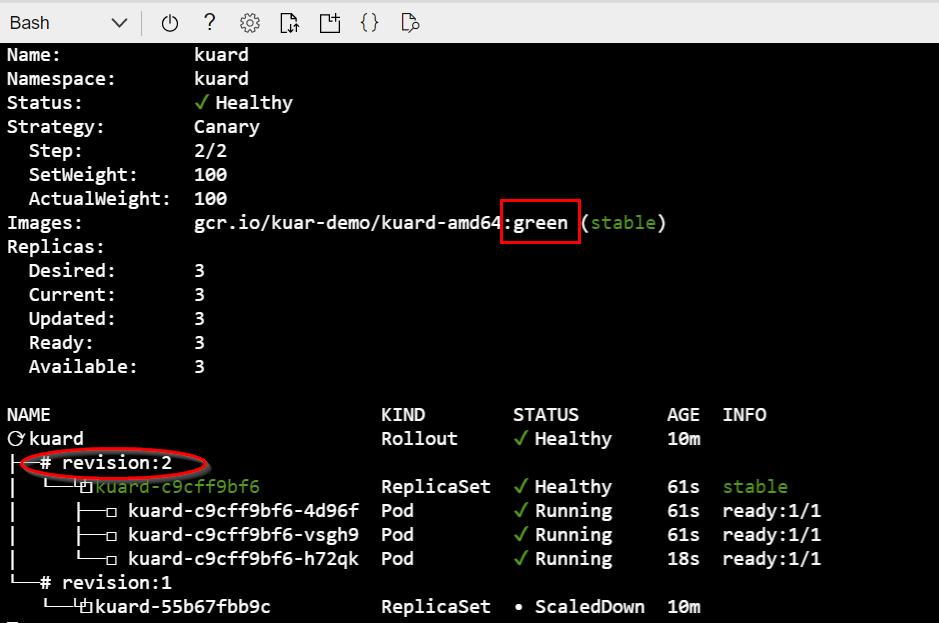 Bash
Name: kuard
Namespace: kuard
Status: ✓ Healthy
Strategy: Canary
Step: 2/2
SetWeight: 100
ActualWeight: 100
Images: gcr.io/kuar-demo/kuard-amd64:green (stable)
Replicas:
Desired: 3
Current: 3
Updated: 3
Ready: 3
Available: 3
NAME KIND STATUS AGE INFO
⟳ kuard Rollout ✓ Healthy 10m
├──# revision:2
│ └──⧉ kuard-c9cff9bf6 ReplicaSet ✓ Healthy 61s stable
│ ├──□ kuard-c9cff9bf6-4d96f Pod ✓ Running 61s ready:1/1
│ ├──□ kuard-c9cff9bf6-vsgh9 Pod ✓ Running 61s ready:1/1
│ └──□ kuard-c9cff9bf6-h72qk Pod ✓ Running 18s ready:1/1
└──# revision:1
└──⧉ kuard-55b67fbb9c ReplicaSet • ScaledDown 10m